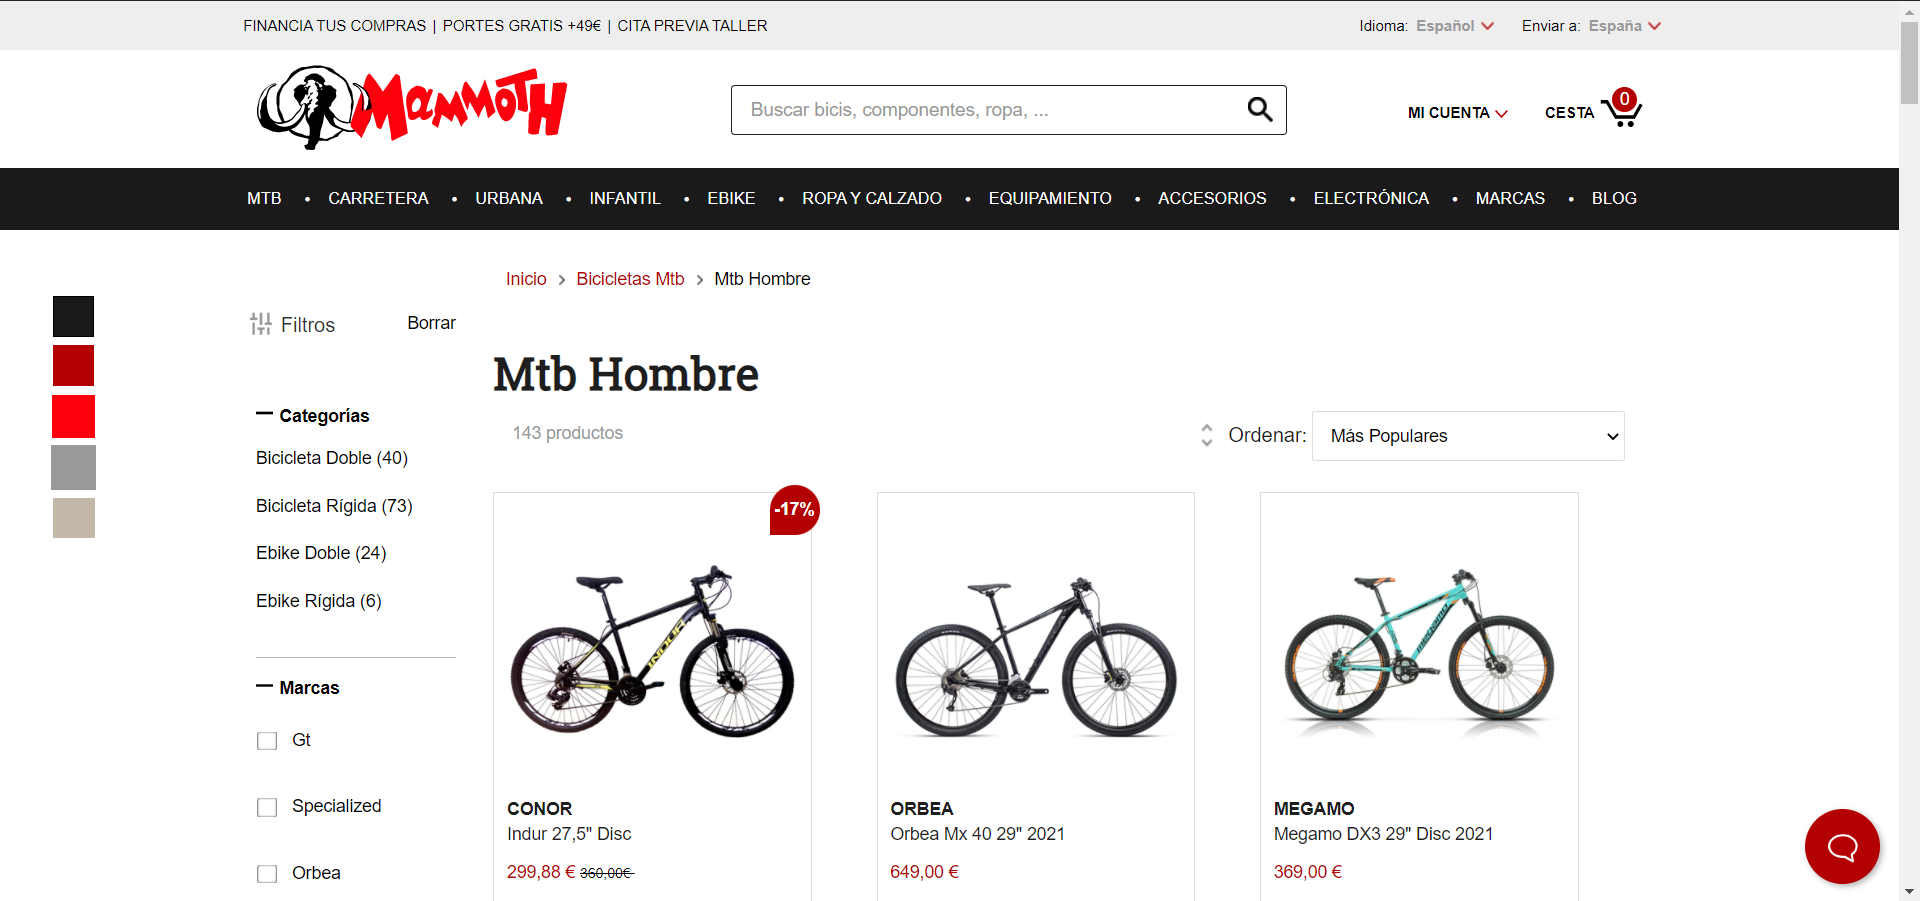 FINANCIA TUS COMPRAS | PORTES GRATIS +49€ | CITA PREVIA TALLER
Idioma: Español Enviar a: España
MAMMOTH
Buscar bicis, componentes, ropa, ...
MI CUENTA CESTA 0
MTB • CARRETERA • URBANA • INFANTIL • EBIKE • ROPA Y CALZADO • EQUIPAMIENTO • ACCESORIOS • ELECTRÓNICA • MARCAS • BLOG
Inicio > Bicicletas Mtb > Mtb Hombre
Filtros Borrar
Mtb Hombre
Categorías
143 productos
Ordenar: Más Populares
Bicicleta Doble (40)
Bicicleta Rígida (73)
Ebike Doble (24)
Ebike Rígida (6)
Marcas
Gt
Specialized
Orbea
-17%
INDUR
CONOR
Indur 27,5" Disc
299,88 € 360,00€
ORBEA
Orbea Mx 40 29" 2021
649,00 €
megamo
MEGAMO
Megamo DX3 29" Disc 2021
369,00 €